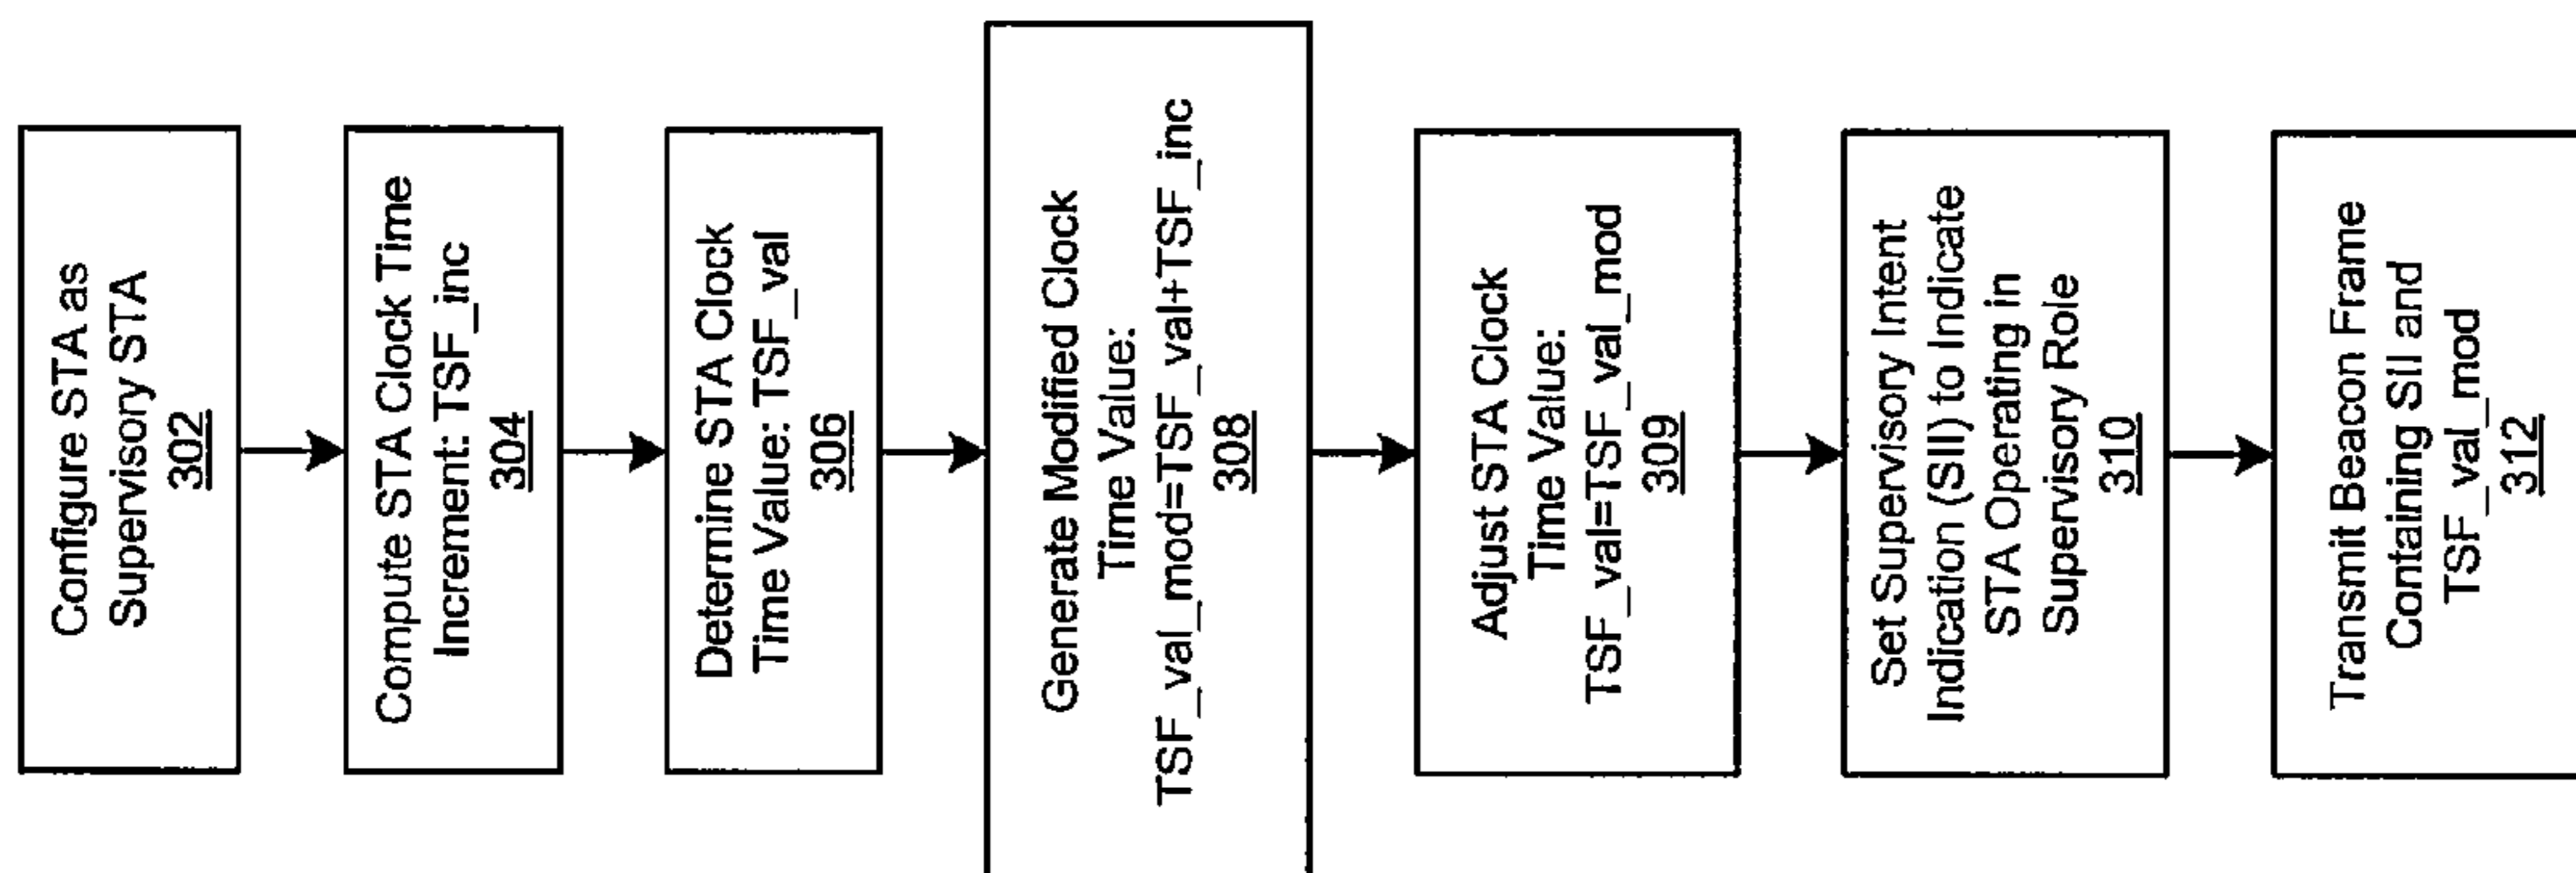 Configure STA as
Supervisory STA
302
Compute STA Clock Time
Increment: TSF_inc
304
Determine STA Clock
Time Value: TSF_val
306
Generate Modified Clock
Time Value:
TSF_val_mod=TSF_val+TSF_inc
308
Adjust STA Clock
Time Value:
TSF_val=TSF_val_mod
309
Set Supervisory Intent
Indication (SII) to Indicate
STA Operating in
Supervisory Role
310
Transmit Beacon Frame
Containing SII and
TSF_val_mod
312